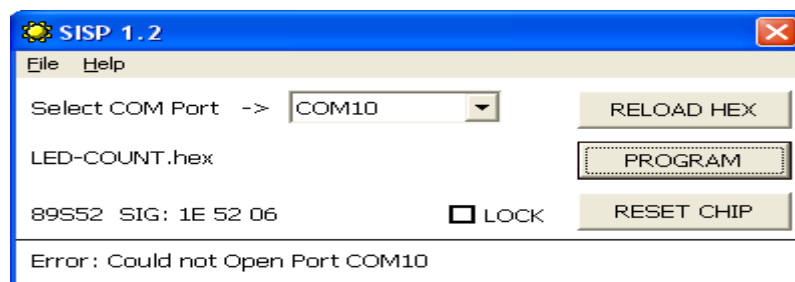 SISP 1.2
File Help
Select COM Port -> COM10
RELOAD HEX
LED-COUNT.hex
PROGRAM
89S52 SIG: 1E 52 06
LOCK
RESET CHIP
Error: Could not Open Port COM10